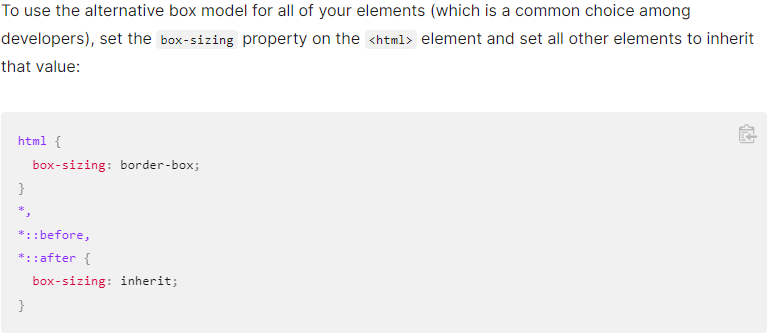 To use the alternative box model for all of your elements (which is a common choice among
developers), set the box-sizing property on the <html> element and set all other elements to inherit
that value:
html {
  box-sizing: border-box;
}
*,
*::before,
*::after {
  box-sizing: inherit;
}